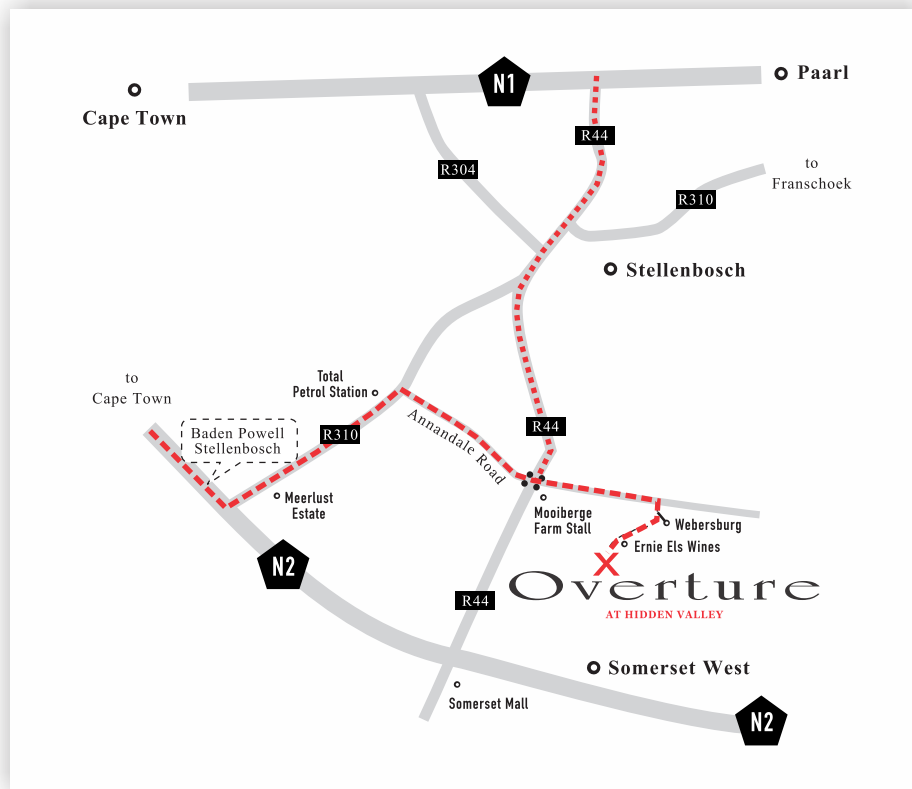 N1
Paarl
Cape Town
R44
to
Franschoek
R304
R310
Stellenbosch
to
Cape Town
Total
Petrol Station
Baden Powell
Stellenbosch
R310
Annandale Road
R44
Meerlust
Estate
Mooiberge
Farm Stall
Webersburg
Ernie Els Wines
N2
X
Overture
AT HIDDEN VALLEY
R44
Somerset West
Somerset Mall
N2